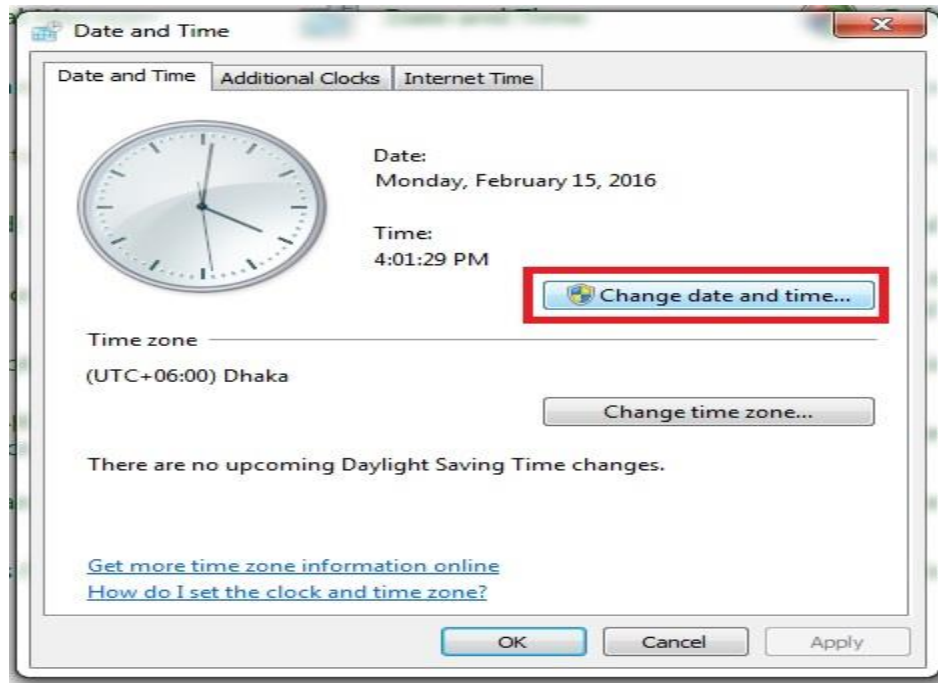 Date and Time
Date and Time
Date and Time Additional Clocks Internet Time
Date:
Monday, February 15, 2016
Time:
4:01:29 PM
Change date and time...
Time zone
(UTC+06:00) Dhaka
Change time zone...
There are no upcoming Daylight Saving Time changes.
Get more time zone information online
How do I set the clock and time zone?
OK Cancel Apply